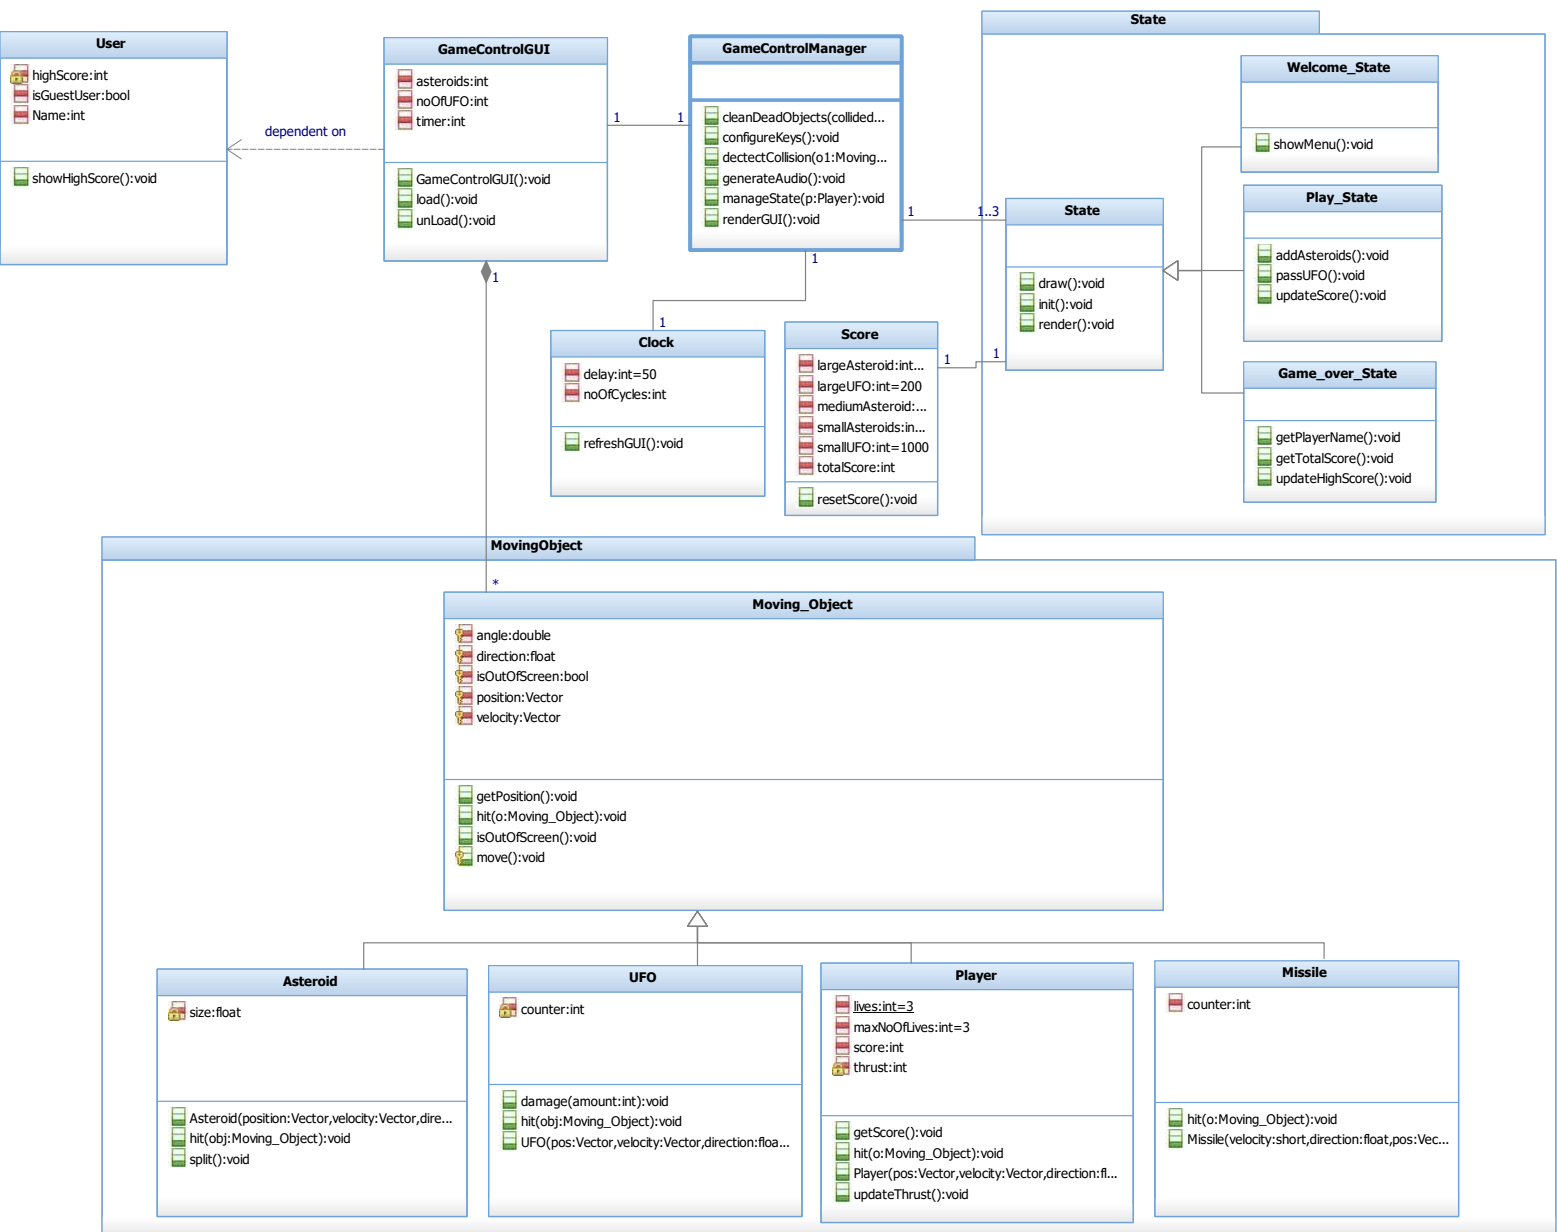 User
highScore:int
isGuestUser:bool
Name:int
showHighScore():void
dependent on
GameControlGUI
asteroids:int
noOfUFO:int
timer:int
GameControlGUI():void
load():void
unLoad():void
1
1
1
GameControlManager
cleanDeadObjects(collided...
configureKeys():void
dectectCollision(o1:Moving...
generateAudio():void
manageState(p:Player):void
renderGUI():void
1
1..3
1
1
Clock
delay:int=50
noOfCycles:int
refreshGUI():void
Score
largeAsteroid:int...
largeUFO:int=200
mediumAsteroid:...
smallAsteroids:in...
smallUFO:int=1000
totalScore:int
resetScore():void
1
1
State
State
draw():void
init():void
render():void
Welcome_State
showMenu():void
Play_State
addAsteroids():void
passUFO():void
updateScore():void
Game_over_State
getPlayerName():void
getTotalScore():void
updateHighScore():void
MovingObject
*
Moving_Object
angle:double
direction:float
isOutOfScreen:bool
position:Vector
velocity:Vector
getPosition():void
hit(o:Moving_Object):void
isOutOfScreen():void
move():void
Asteroid
size:float
Asteroid(position:Vector,velocity:Vector,dire...
hit(obj:Moving_Object):void
split():void
UFO
counter:int
damage(amount:int):void
hit(obj:Moving_Object):void
UFO(pos:Vector,velocity:Vector,direction:floa...
Player
lives:int=3
maxNoOfLives:int=3
score:int
thrust:int
getScore():void
hit(o:Moving_Object):void
Player(pos:Vector,velocity:Vector,direction:fl...
updateThrust():void
Missile
counter:int
hit(o:Moving_Object):void
Missile(velocity:short,direction:float,pos:Vec...